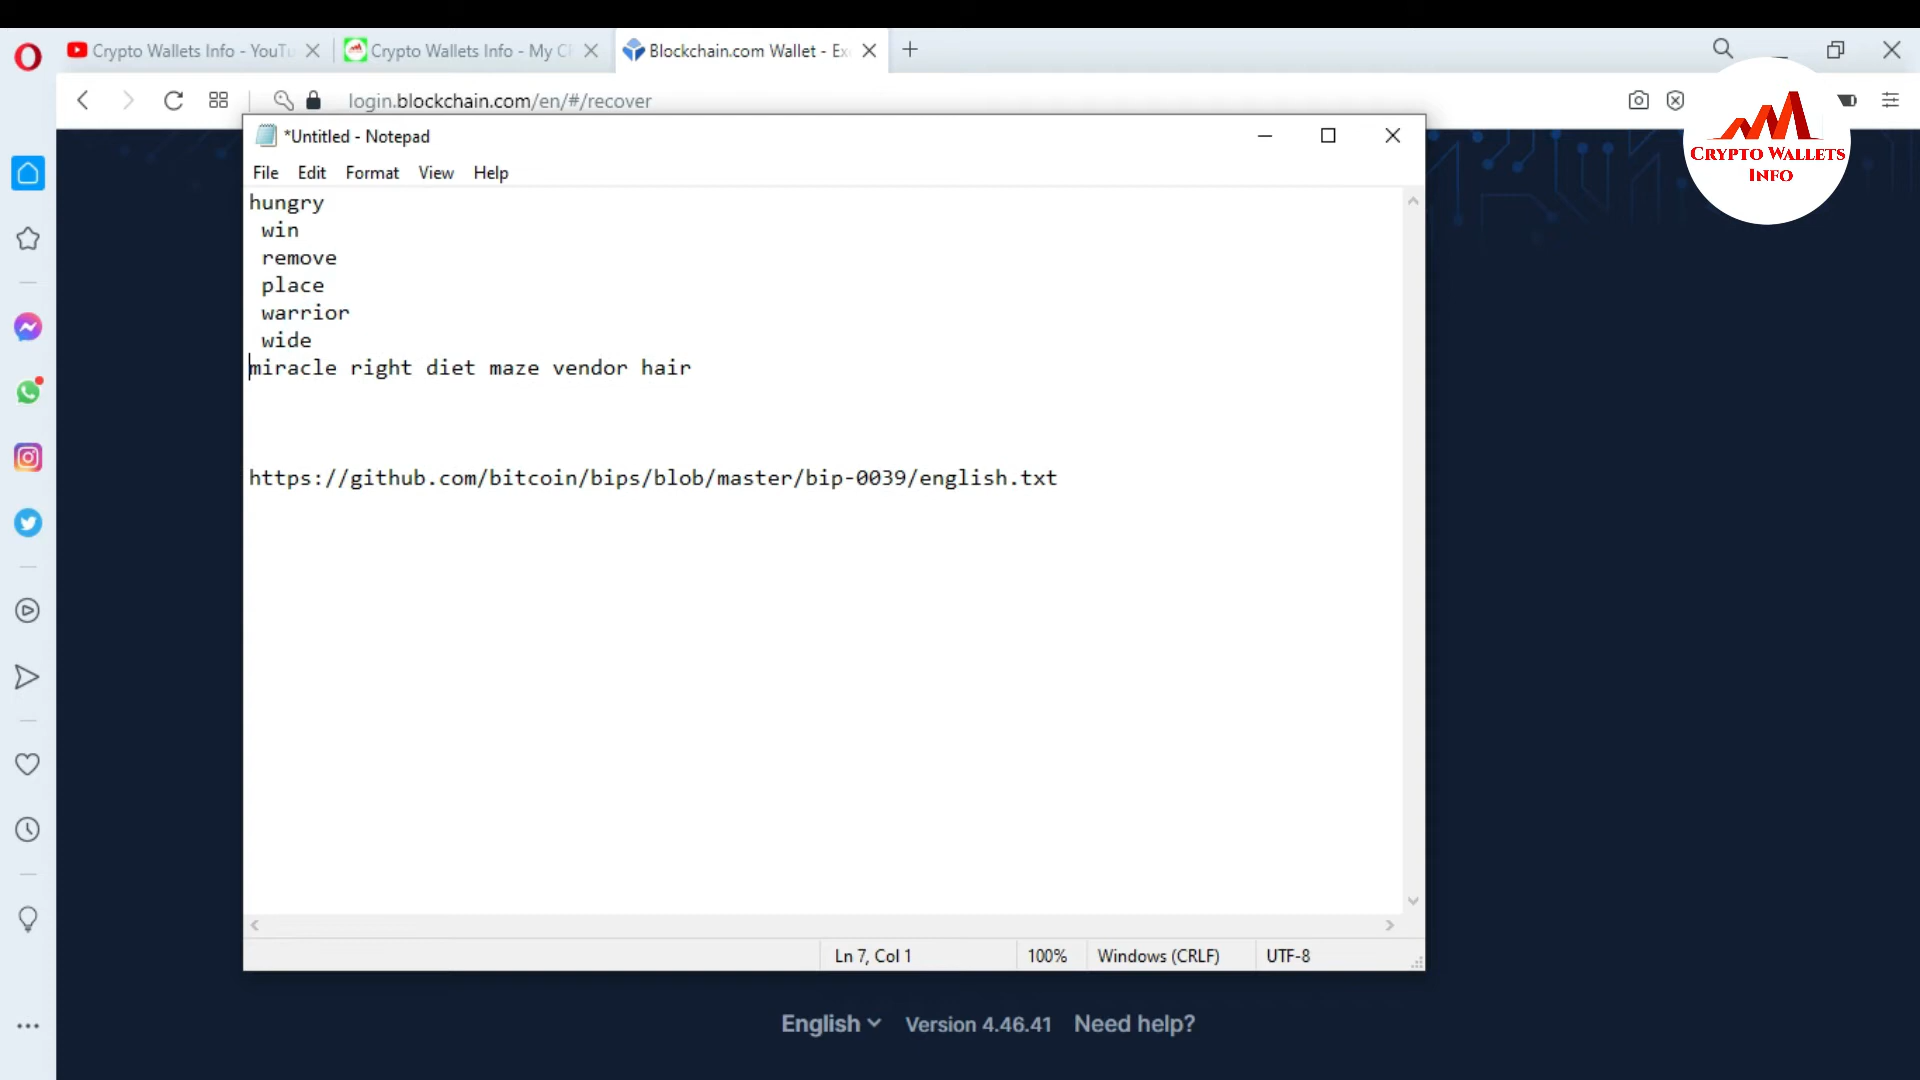 Crypto Wallets Info - YouTu
Crypto Wallets Info - My C
Blockchain.com Wallet - Ex
login.blockchain.com/en/#/recover
CRYPTO WALLETS
INFO
*Untitled - Notepad
File Edit Format View Help
hungry
win
remove
place
warrior
wide
miracle right diet maze vendor hair
https://github.com/bitcoin/bips/blob/master/bip-0039/english.txt
Ln 7, Col 1 100% Windows (CRLF) UTF-8
English Version 4.46.41 Need help?